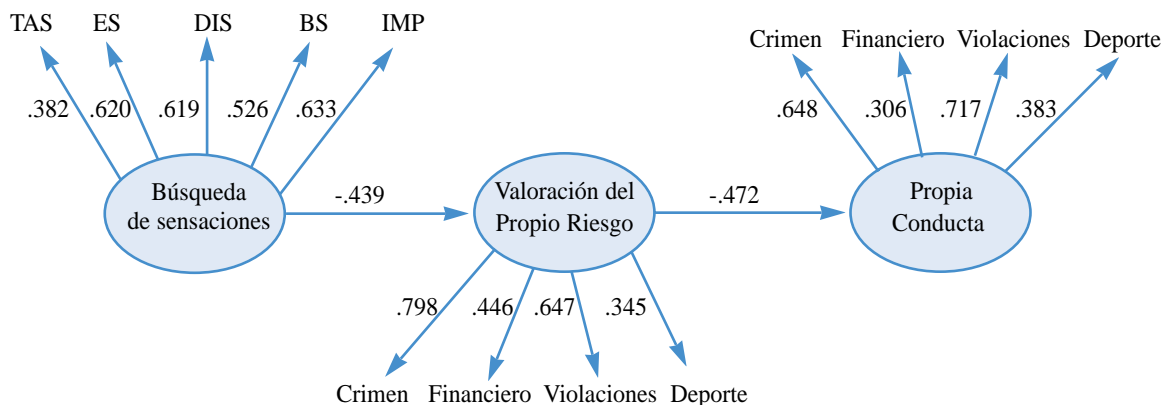 TAS ES DIS BS IMP
Crimen Financiero Violaciones Deporte
.382 .620 .619 .526 .633
.648 .306 .717 .383
Búsqueda
de sensaciones
-.439
Valoración del
Propio Riesgo
-.472
Propia
Conducta
.798 .446 .647 .345
Crimen Financiero Violaciones Deporte